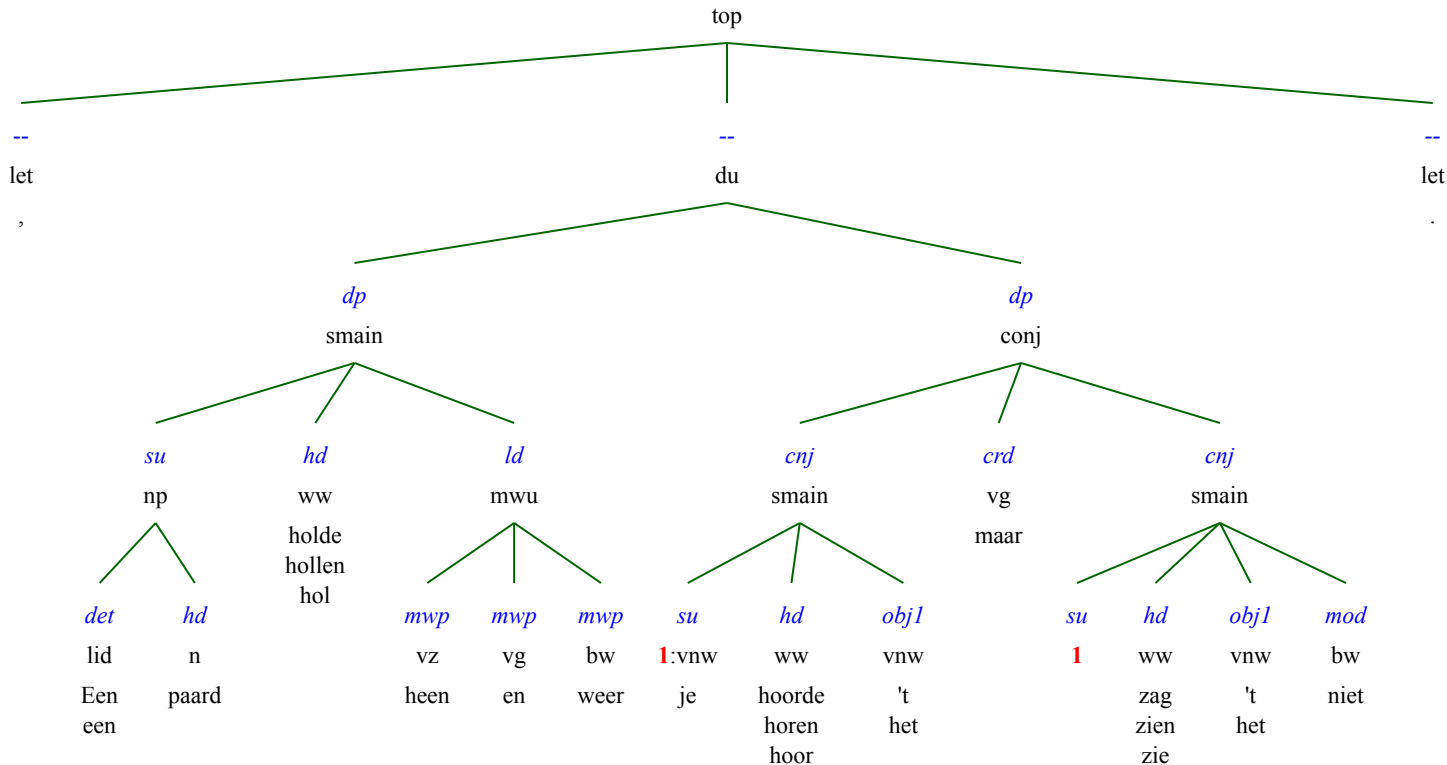 top
-- -- --
let du let
, .
dp dp
smain conj
su hd ld cnj crd cnj
np ww mwu smain vg smain
holde maar
hollen
hol
det hd mwp mwp mwp su hd obj1 su hd obj1 mod
lid n vz vg bw 1:vnw ww vnw 1 ww vnw bw
Een paard heen en weer je hoorde 't zag 't niet
een horen het zien het
hoor zie